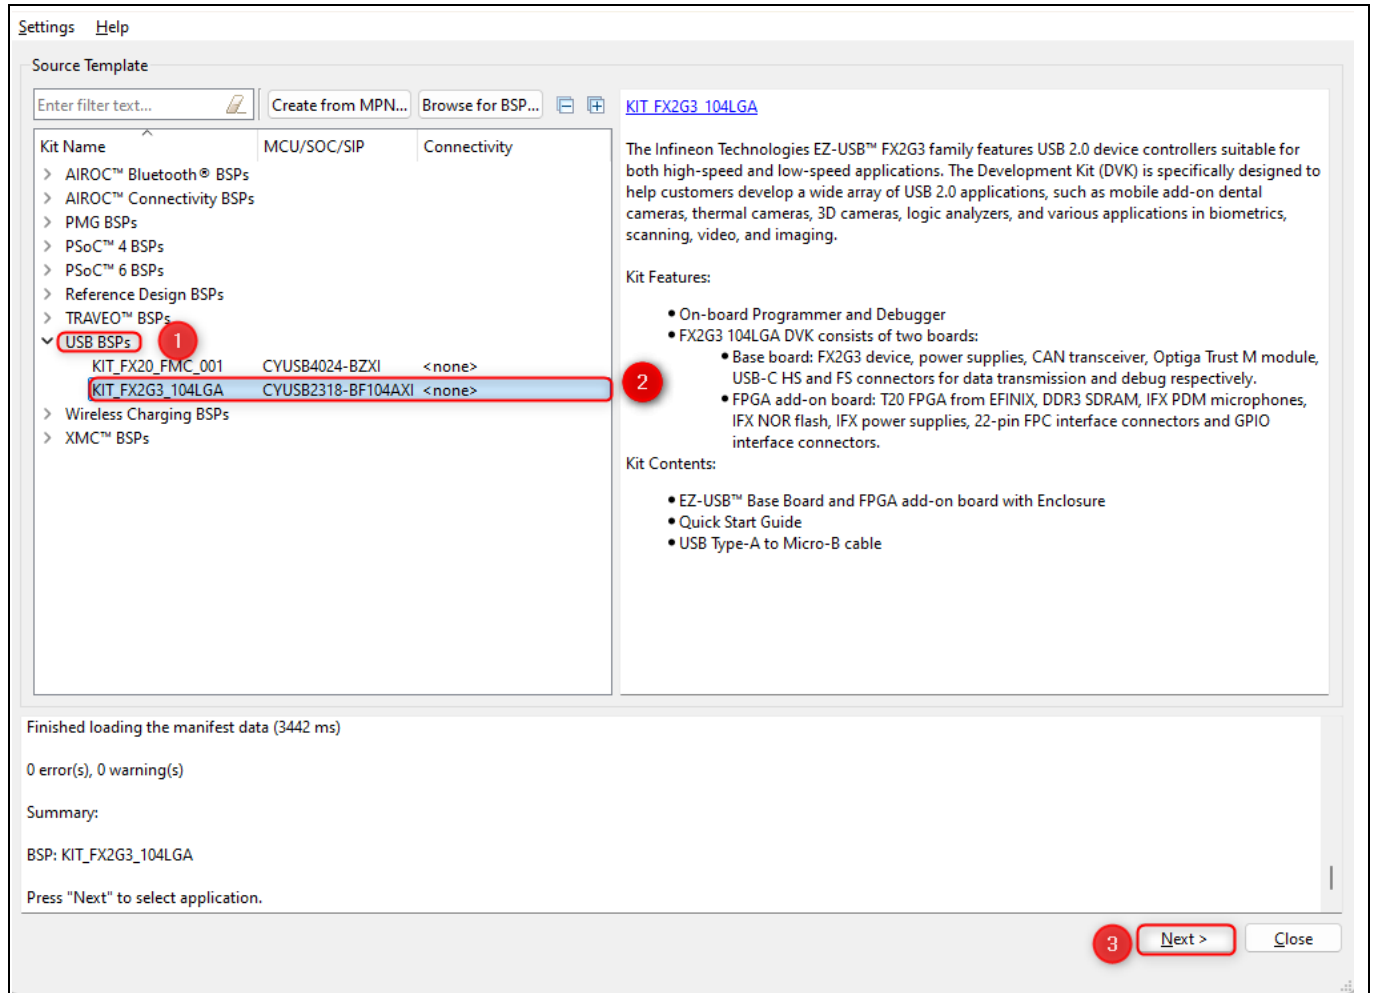 Settings Help
Source Template
Enter filter text... Create from MPN... Browse for BSP...
Kit Name MCU/SOC/SIP Connectivity
AIROC™ Bluetooth® BSPs
AIROC™ Connectivity BSPs
PMG BSPs
PSoC™ 4 BSPs
PSoC™ 6 BSPs
Reference Design BSPs
TRAVEO™ BSPs
USB BSPs 1
KIT_FX20_FMC_001 CYUSB4024-BZXI <none>
KIT_FX2G3_104LGA CYUSB2318-BF104AXI <none> 2
Wireless Charging BSPs
XMC™ BSPs
KIT_FX2G3_104LGA
The Infineon Technologies EZ-USB™ FX2G3 family features USB 2.0 device controllers suitable for
both high-speed and low-speed applications. The Development Kit (DVK) is specifically designed to
help customers develop a wide array of USB 2.0 applications, such as mobile add-on dental
cameras, thermal cameras, 3D cameras, logic analyzers, and various applications in biometrics,
scanning, video, and imaging.
Kit Features:
• On-board Programmer and Debugger
• FX2G3 104LGA DVK consists of two boards:
• Base board: FX2G3 device, power supplies, CAN transceiver, Optiga Trust M module,
USB-C HS and FS connectors for data transmission and debug respectively.
• FPGA add-on board: T20 FPGA from EFINIX, DDR3 SDRAM, IFX PDM microphones,
IFX NOR flash, IFX power supplies, 22-pin FPC interface connectors and GPIO
interface connectors.
Kit Contents:
• EZ-USB™ Base Board and FPGA add-on board with Enclosure
• Quick Start Guide
• USB Type-A to Micro-B cable
Finished loading the manifest data (3442 ms)
0 error(s), 0 warning(s)
Summary:
BSP: KIT_FX2G3_104LGA
Press "Next" to select application.
3 Next > Close